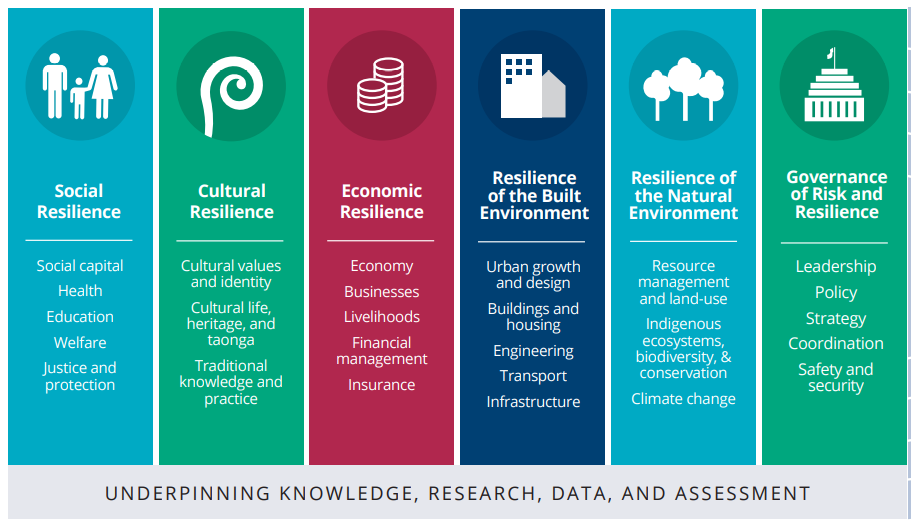 Social
Resilience
Social capital
Health
Education
Welfare
Justice and
protection
Cultural
Resilience
Cultural values
and identity
Cultural life,
heritage, and
taonga
Traditional
knowledge and
practice
Economic
Resilience
Economy
Businesses
Livelihoods
Financial
management
Insurance
Resilience
of the Built
Environment
Urban growth
and design
Buildings and
housing
Engineering
Transport
Infrastructure
Resilience of
the Natural
Environment
Resource
management
and land-use
Indigenous
ecosystems,
biodiversity, &
conservation
Climate change
Governance
of Risk and
Resilience
Leadership
Policy
Strategy
Coordination
Safety and
security
UNDERPINNING KNOWLEDGE, RESEARCH, DATA, AND ASSESSMENT